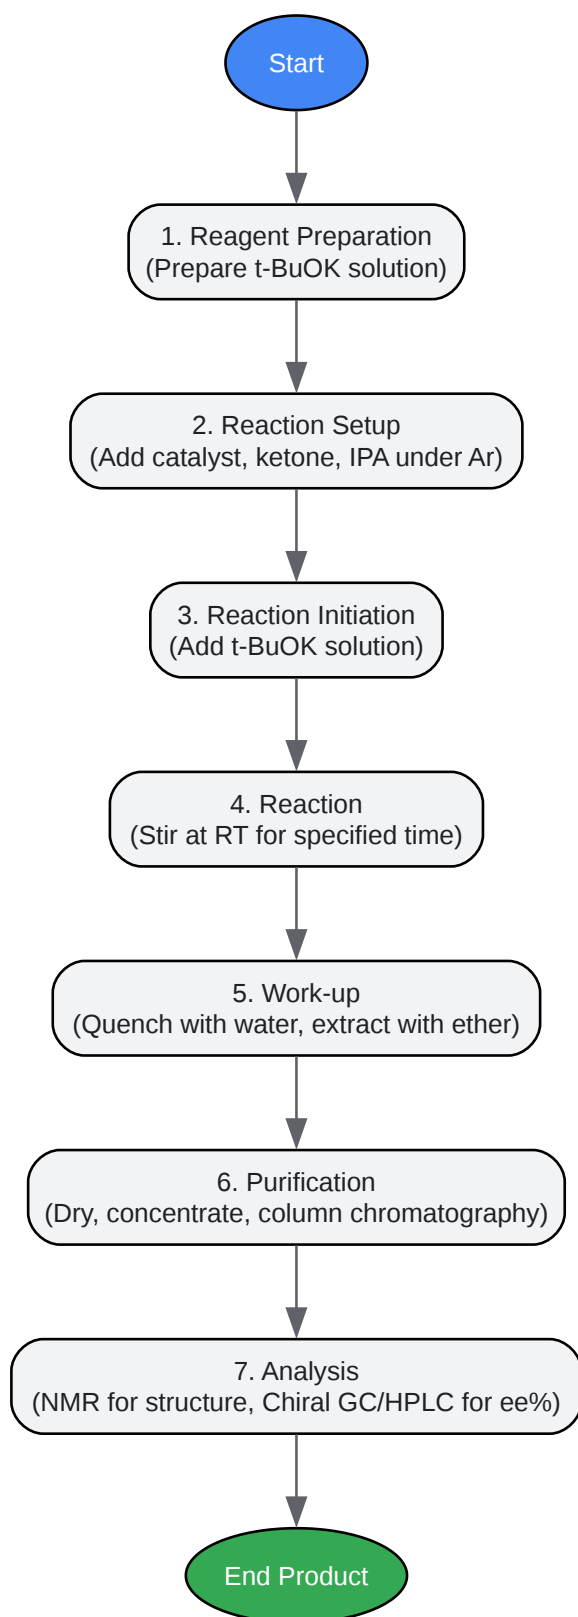 Start
1. Reagent Preparation
(Prepare t-BuOK solution)
2. Reaction Setup
(Add catalyst, ketone, IPA under Ar)
3. Reaction Initiation
(Add t-BuOK solution)
4. Reaction
(Stir at RT for specified time)
5. Work-up
(Quench with water, extract with ether)
6. Purification
(Dry, concentrate, column chromatography)
7. Analysis
(NMR for structure, Chiral GC/HPLC for ee%)
End Product